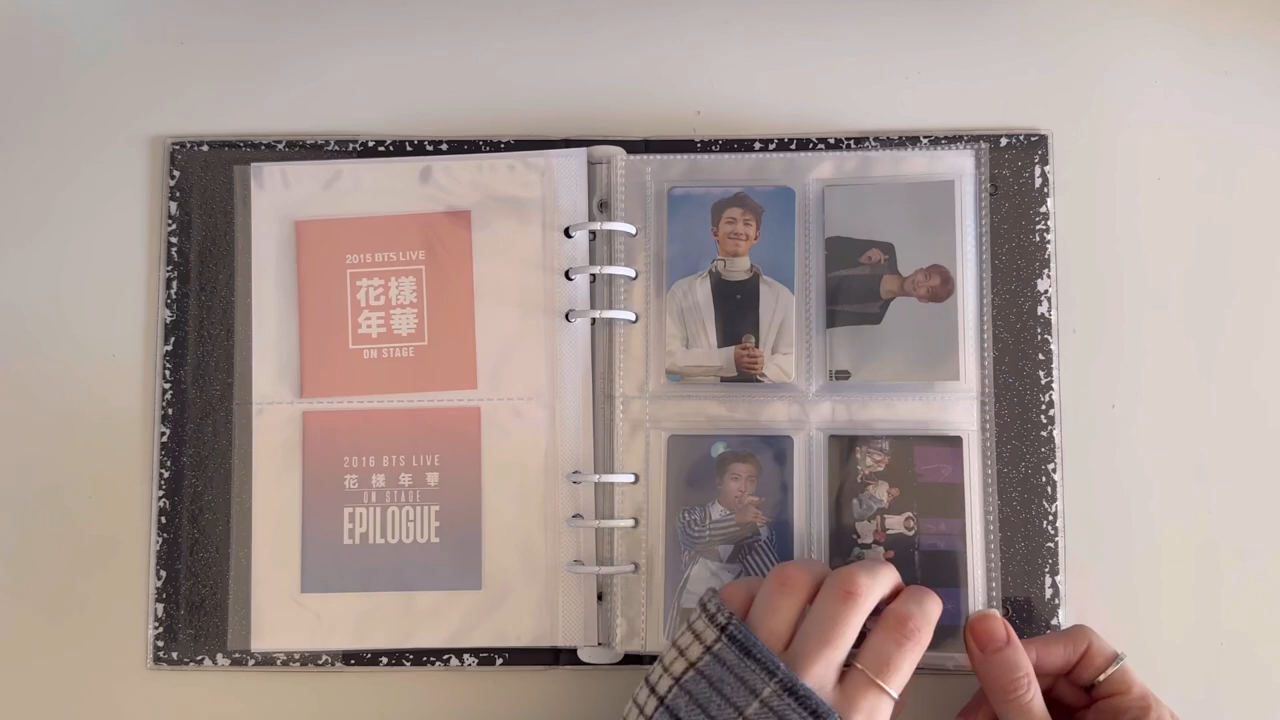 2015 BTS LIVE
花樣
年華
ON STAGE
2016 BTS LIVE
花樣年華
ON STAGE
EPILOGUE